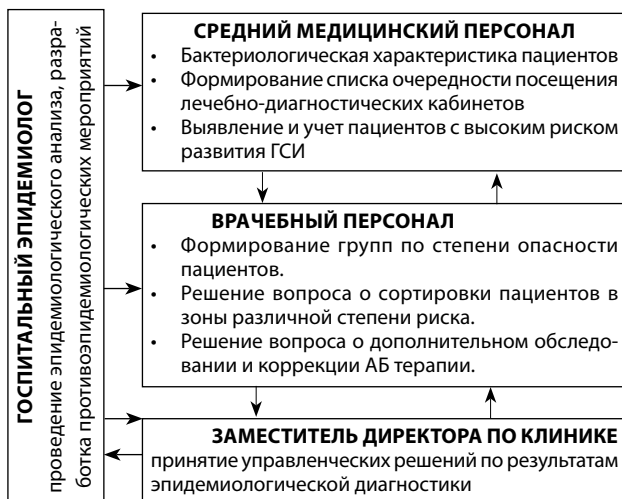 ГОСПИТАЛЬНЫЙ ЭПИДЕМИОЛОГ
проведение эпидемиологического анализа, разра-
ботка противоэпидемиологических мероприятий
СРЕДНИЙ МЕДИЦИНСКИЙ ПЕРСОНАЛ
• Бактериологическая характеристика пациентов
• Формирование списка очередности посещения
лечебно-диагностических кабинетов
• Выявление и учет пациентов с высоким риском
развития ГСИ
ВРАЧЕБНЫЙ ПЕРСОНАЛ
• Формирование групп по степени опасности
пациентов.
• Решение вопроса о сортировки пациентов в
зоны различной степени риска.
• Решение вопроса о дополнительном обследо-
вании и коррекции АБ терапии.
ЗАМЕСТИТЕЛЬ ДИРЕКТОРА ПО КЛИНИКЕ
принятие управленческих решений по результатам
эпидемиологической диагностики